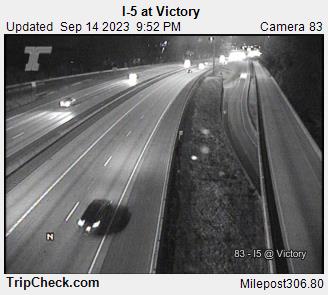 I-5 at Victory
Updated Sep 14 2023 9:52 PM Camera 83
T
N
83 - I5 @ Victory
TripCheck.com Milepost306.80